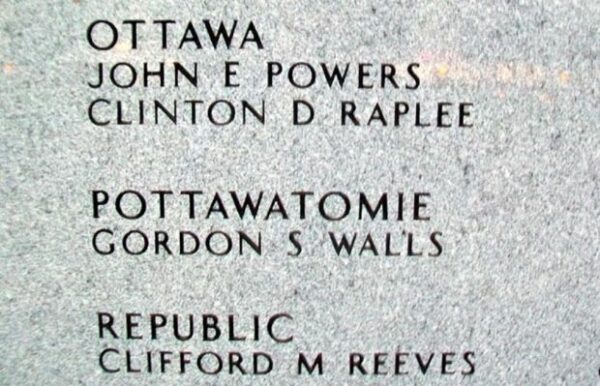 OTTAWA
JOHN E POWERS
CLINTON D RAPLEE
POTTAWATOMIE
GORDON S WALLS
REPUBLIC
CLIFFORD M REEVES